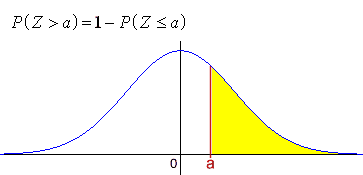 P(Z > a) = 1 − P(Z ≤ a)
0 a